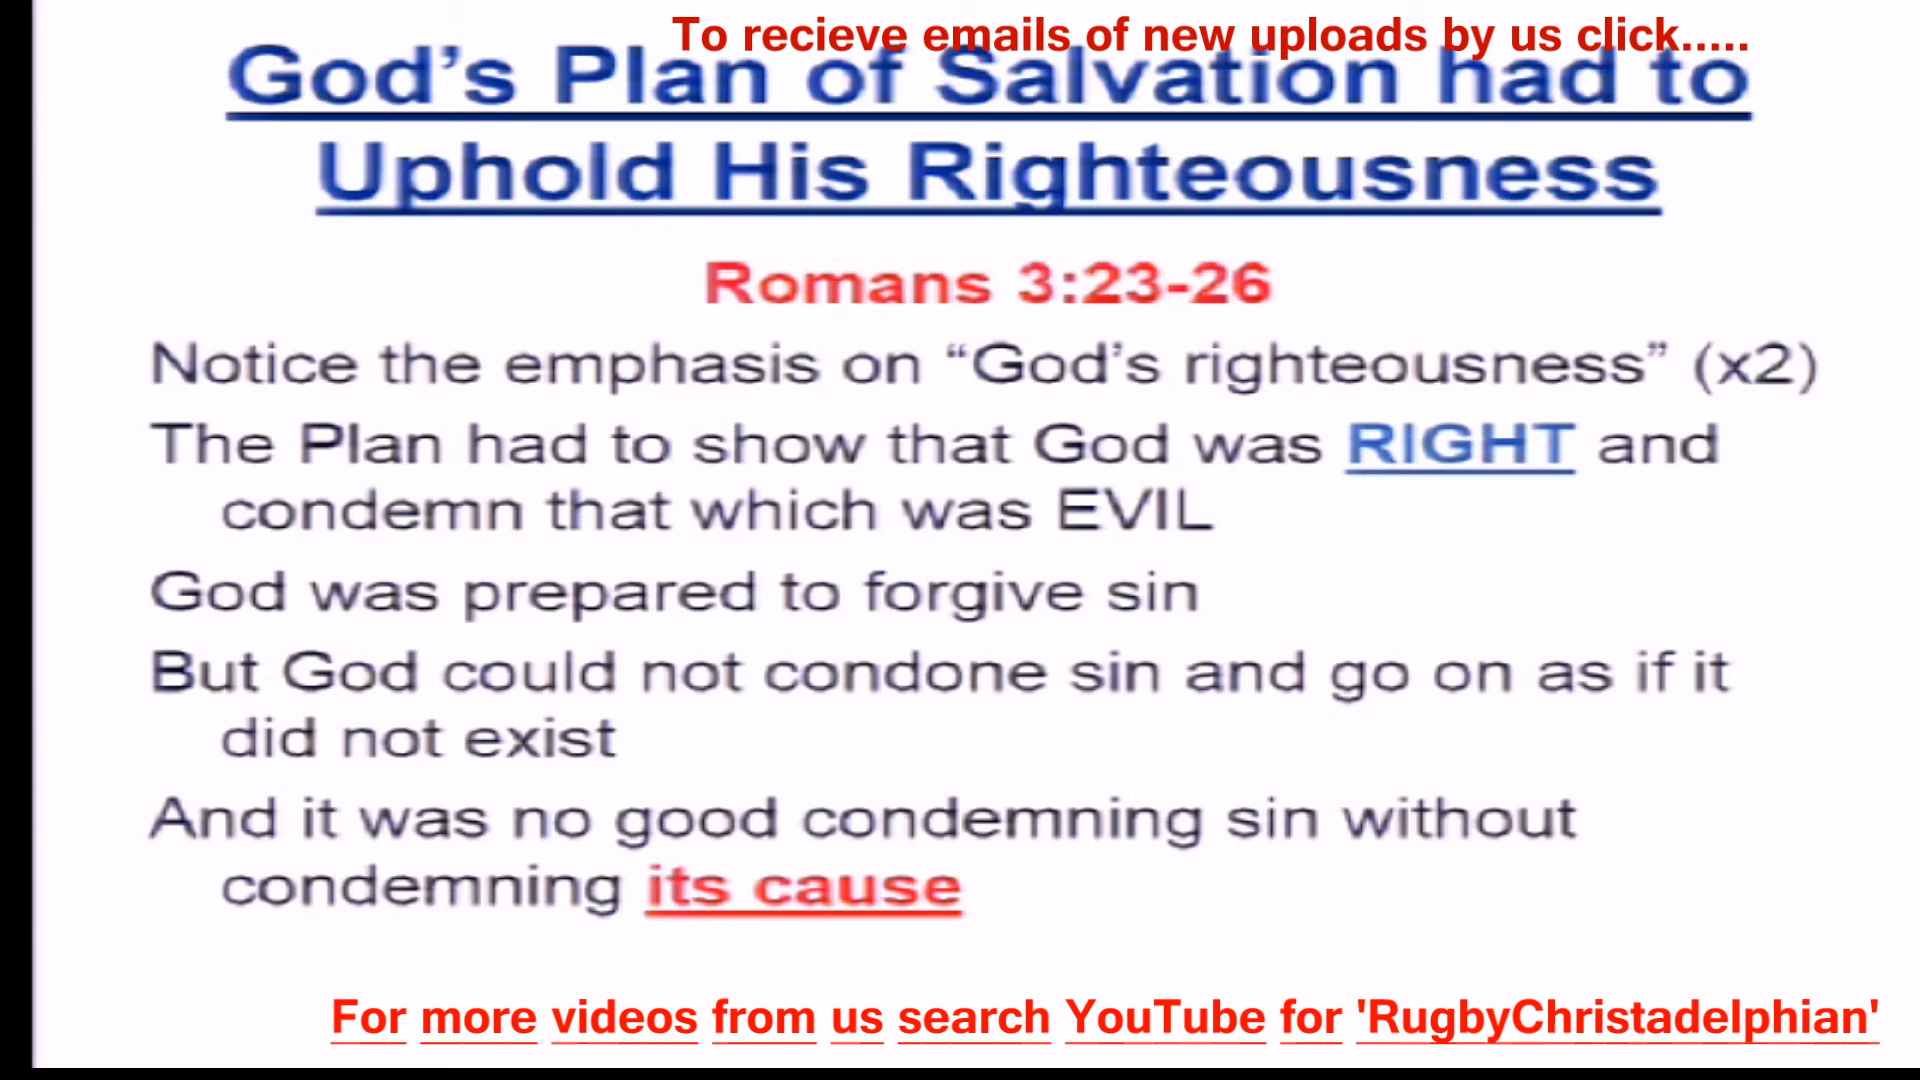 To recieve emails of new uploads by us click.....
God’s Plan of Salvation had to
Uphold His Righteousness
Romans 3:23-26
Notice the emphasis on “God’s righteousness” (x2)
The Plan had to show that God was RIGHT and
condemn that which was EVIL
God was prepared to forgive sin
But God could not condone sin and go on as if it
did not exist
And it was no good condemning sin without
condemning its cause
For more videos from us search YouTube for 'RugbyChristadelphian'